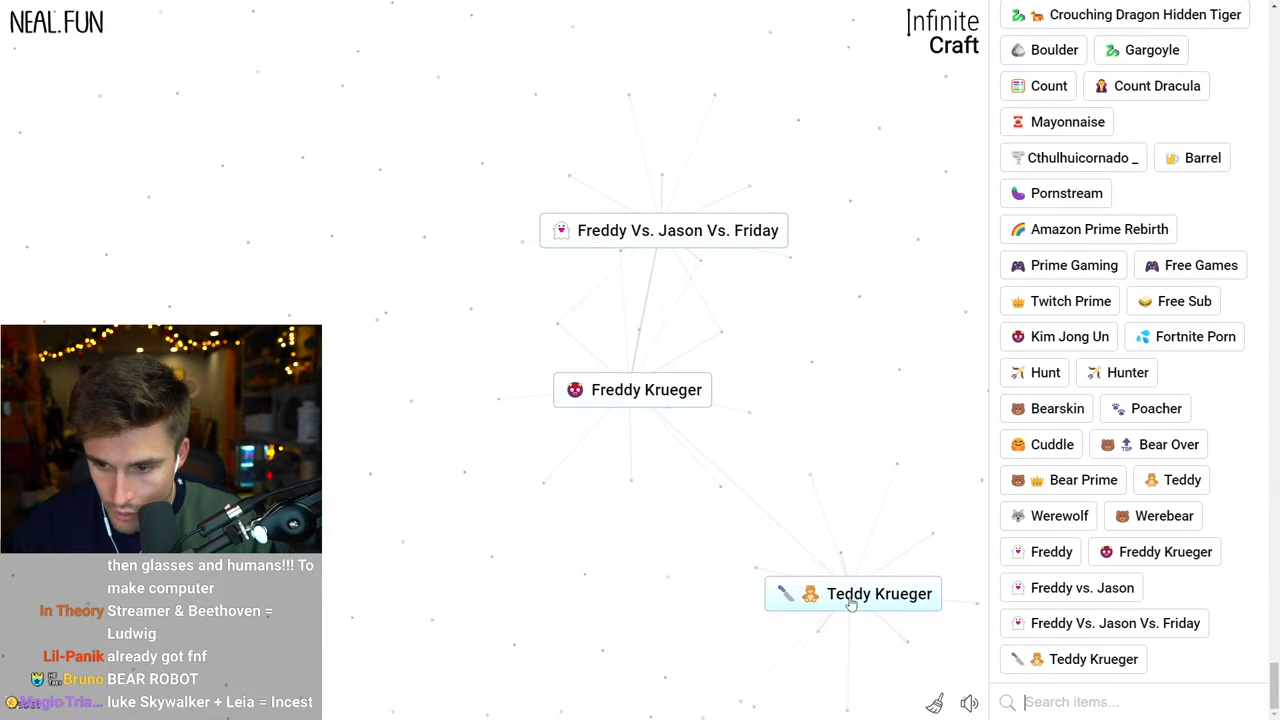 NEAL.FUN
Infinite
Craft
Freddy Vs. Jason Vs. Friday
Freddy Krueger
Teddy Krueger
Crouching Dragon Hidden Tiger
Boulder Gargoyle
Count Count Dracula
Mayonnaise
Cthulhuicornado _ Barrel
Pornstream
Amazon Prime Rebirth
Prime Gaming Free Games
Twitch Prime Free Sub
Kim Jong Un Fortnite Porn
Hunt Hunter
Bearskin Poacher
Cuddle TOP Bear Over
Bear Prime Teddy
Werewolf Werebear
Freddy Freddy Krueger
Freddy vs. Jason
Freddy Vs. Jason Vs. Friday
Teddy Krueger
Search items...
then glasses and humans!!! To
make computer
In Theory Streamer & Beethoven =
Ludwig
Lil-Panik already got fnf
Bruno BEAR ROBOT
Magic Tria... luke Skywalker + Leia = Incest